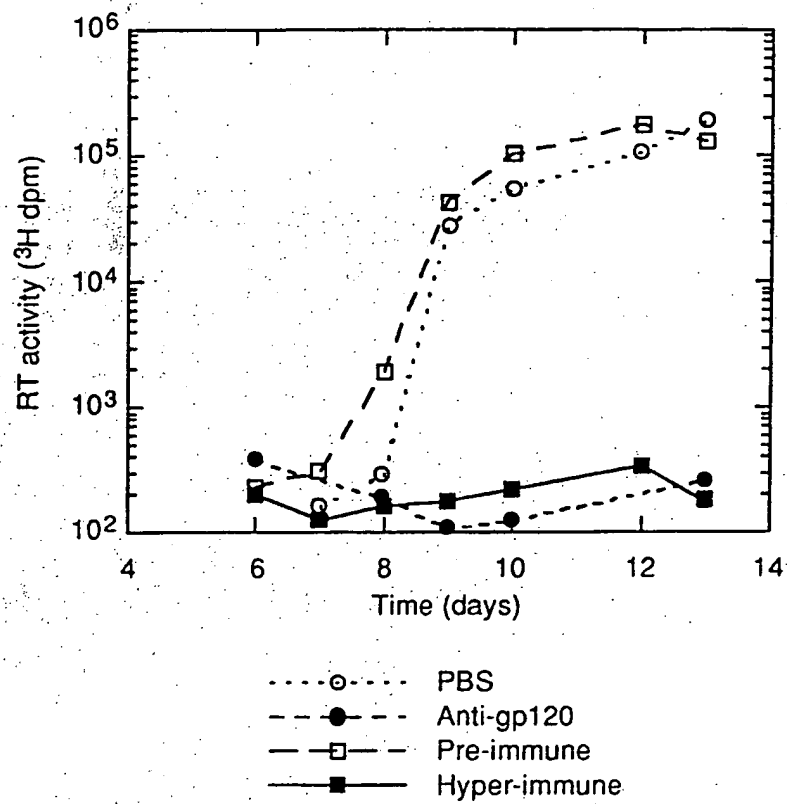 RT activity (³H dpm)
10⁶
10⁵
10⁴
10³
10²
4 6 8 10 12 14
Time (days)
PBS
Anti-gp120
Pre-immune
Hyper-immune